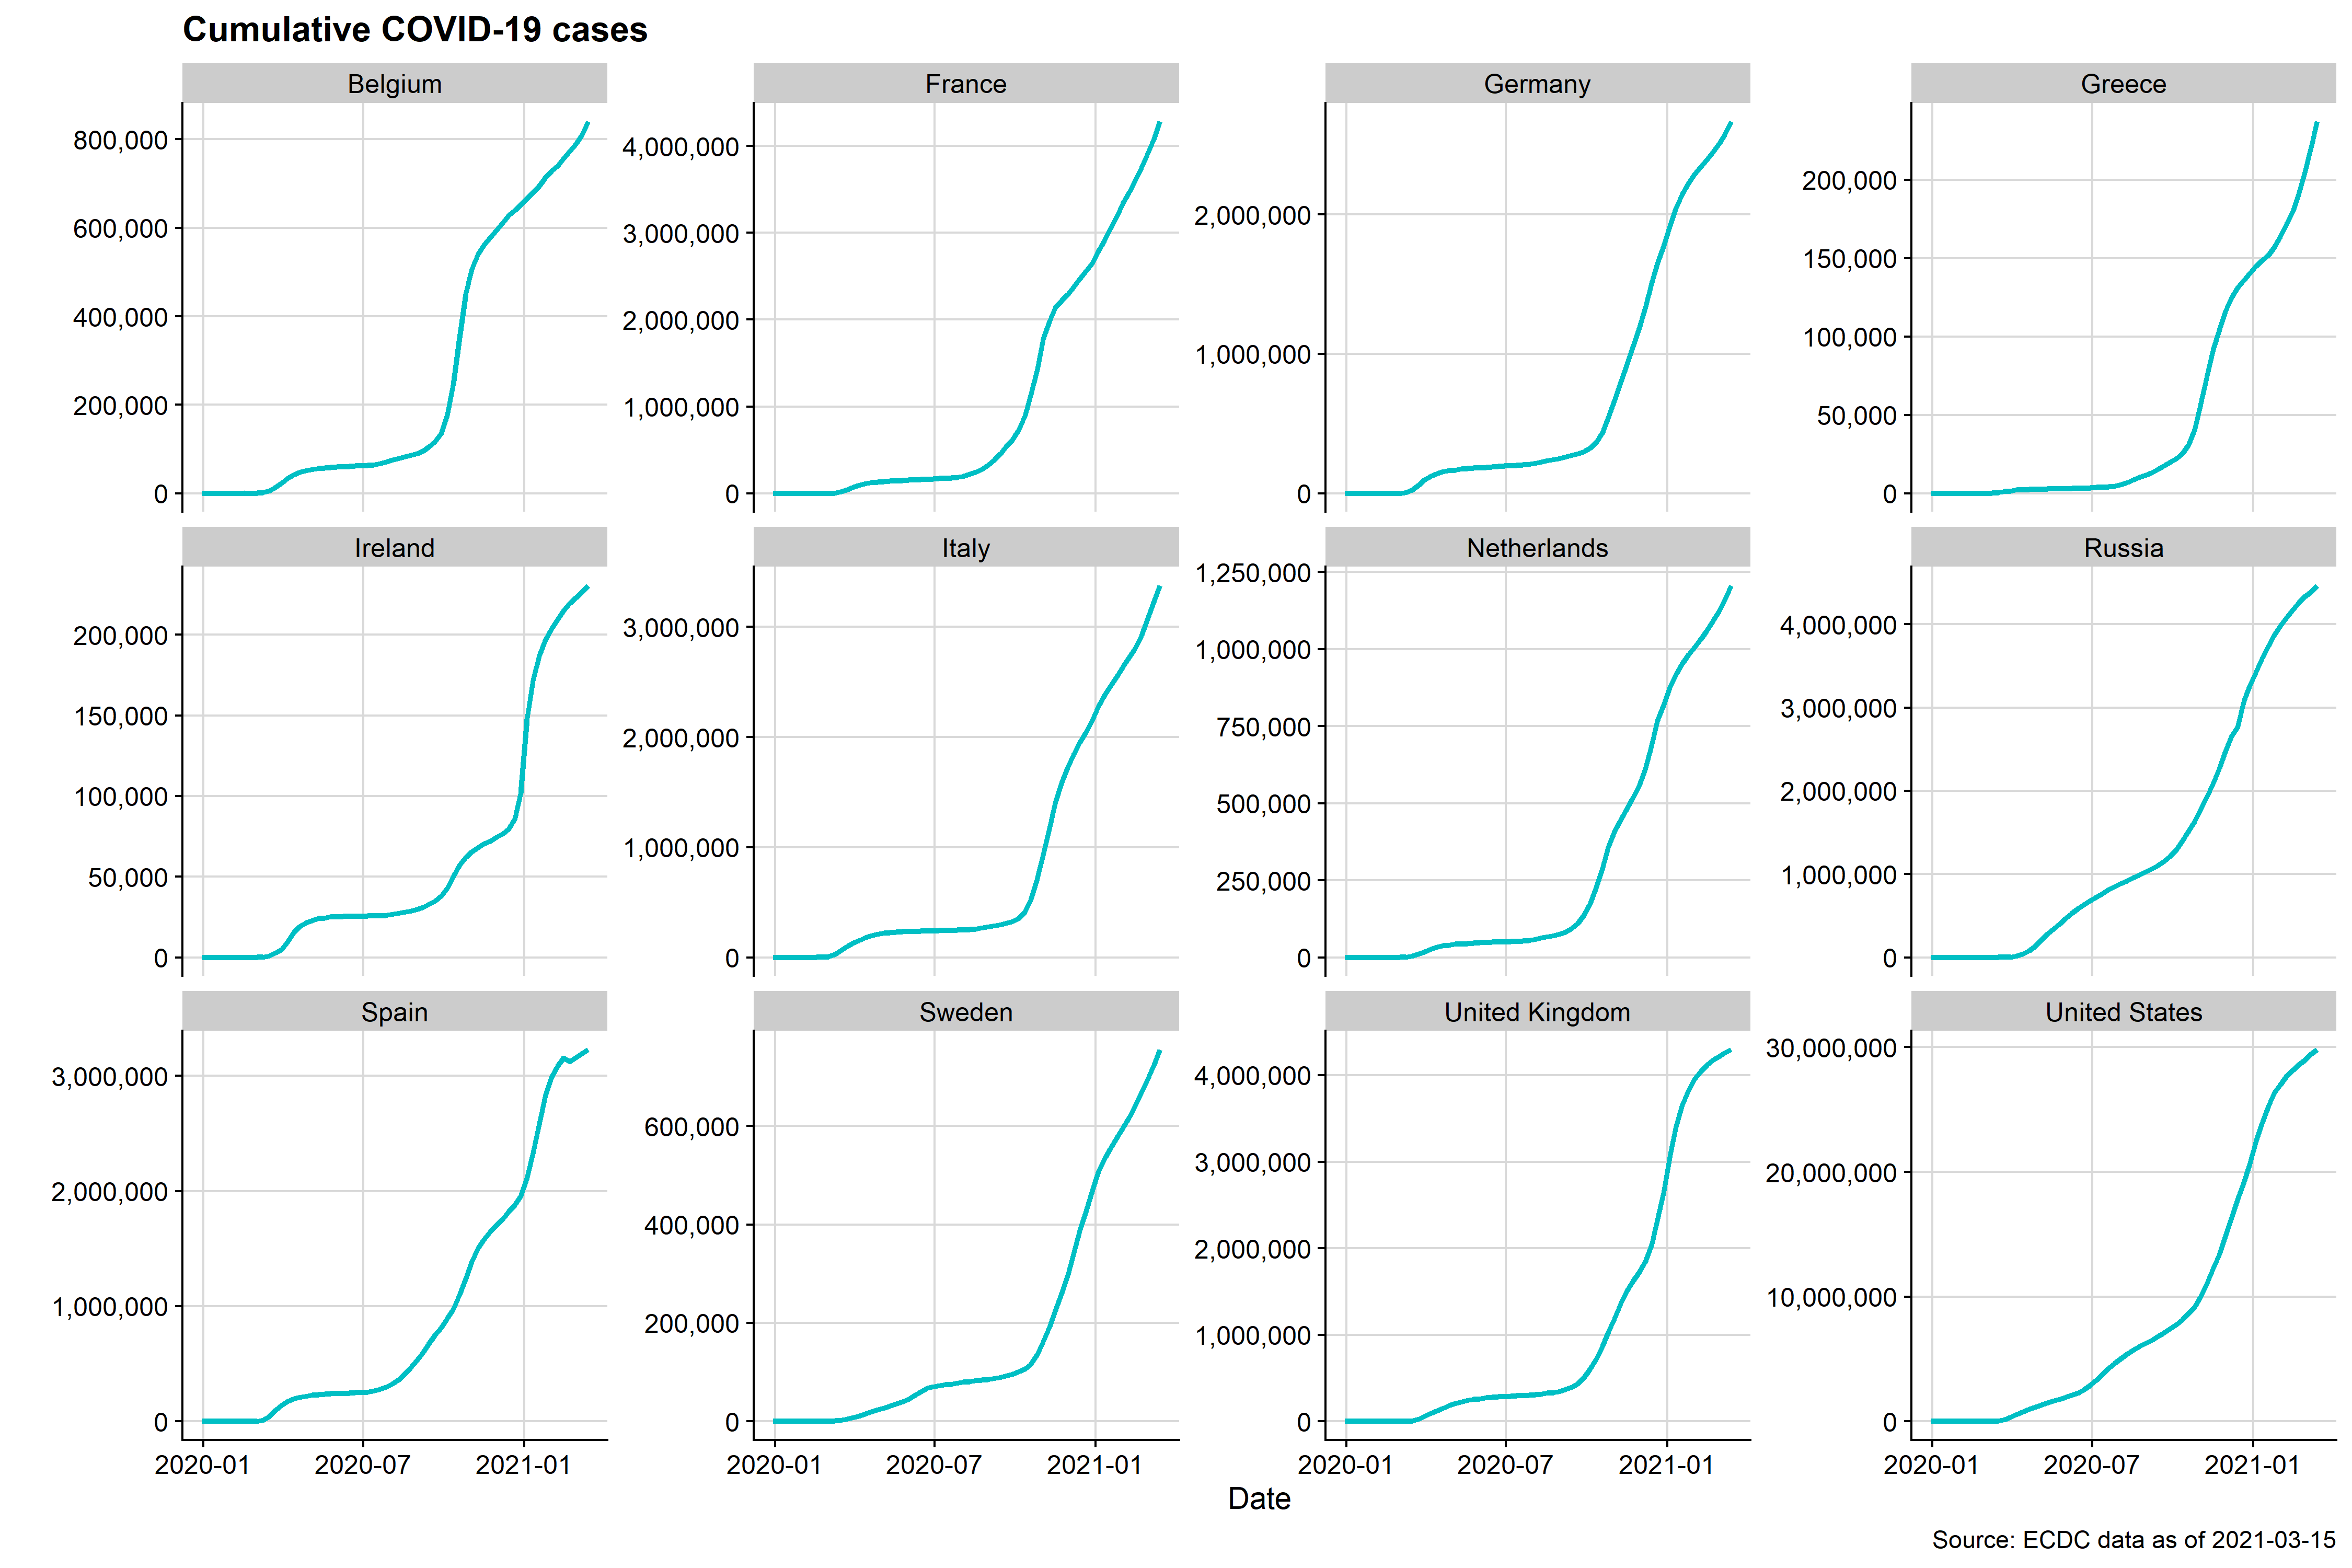 Cumulative COVID-19 cases
Belgium
800,000
600,000
400,000
200,000
0
France
4,000,000
3,000,000
2,000,000
1,000,000
0
Germany
2,000,000
1,000,000
0
Greece
200,000
150,000
100,000
50,000
0
Ireland
200,000
150,000
100,000
50,000
0
Italy
3,000,000
2,000,000
1,000,000
0
Netherlands
1,250,000
1,000,000
750,000
500,000
250,000
0
Russia
4,000,000
3,000,000
2,000,000
1,000,000
0
Spain
3,000,000
2,000,000
1,000,000
0
2020-01 2020-07 2021-01
Sweden
600,000
400,000
200,000
0
2020-01 2020-07 2021-01
United Kingdom
4,000,000
3,000,000
2,000,000
1,000,000
0
2020-01 2020-07 2021-01
United States
30,000,000
20,000,000
10,000,000
0
2020-01 2020-07 2021-01
Date
Source: ECDC data as of 2021-03-15